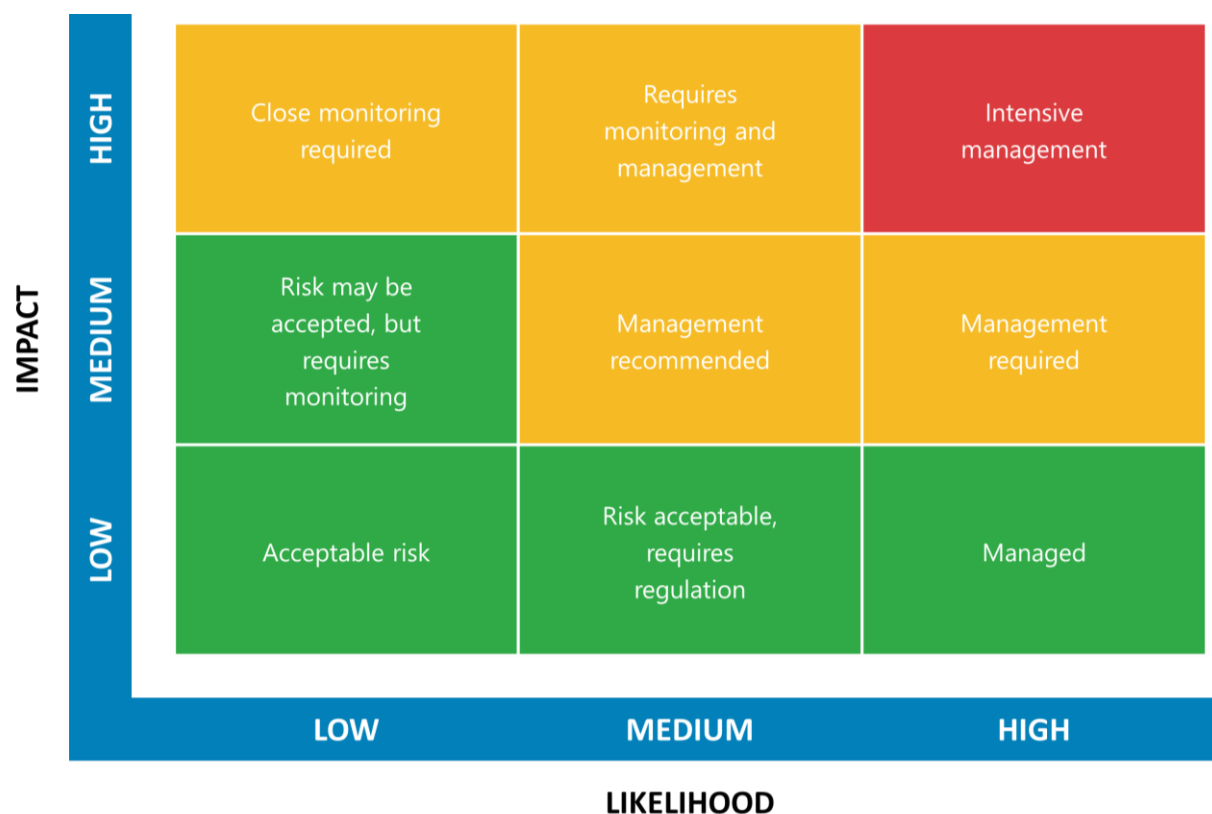 IMPACT
HIGH
Close monitoring
required
Requires
monitoring and
management
Intensive
management
MEDIUM
Risk may be
accepted, but
requires
monitoring
Management
recommended
Management
required
LOW
Acceptable risk
Risk acceptable,
requires
regulation
Managed
LOW
MEDIUM
HIGH
LIKELIHOOD